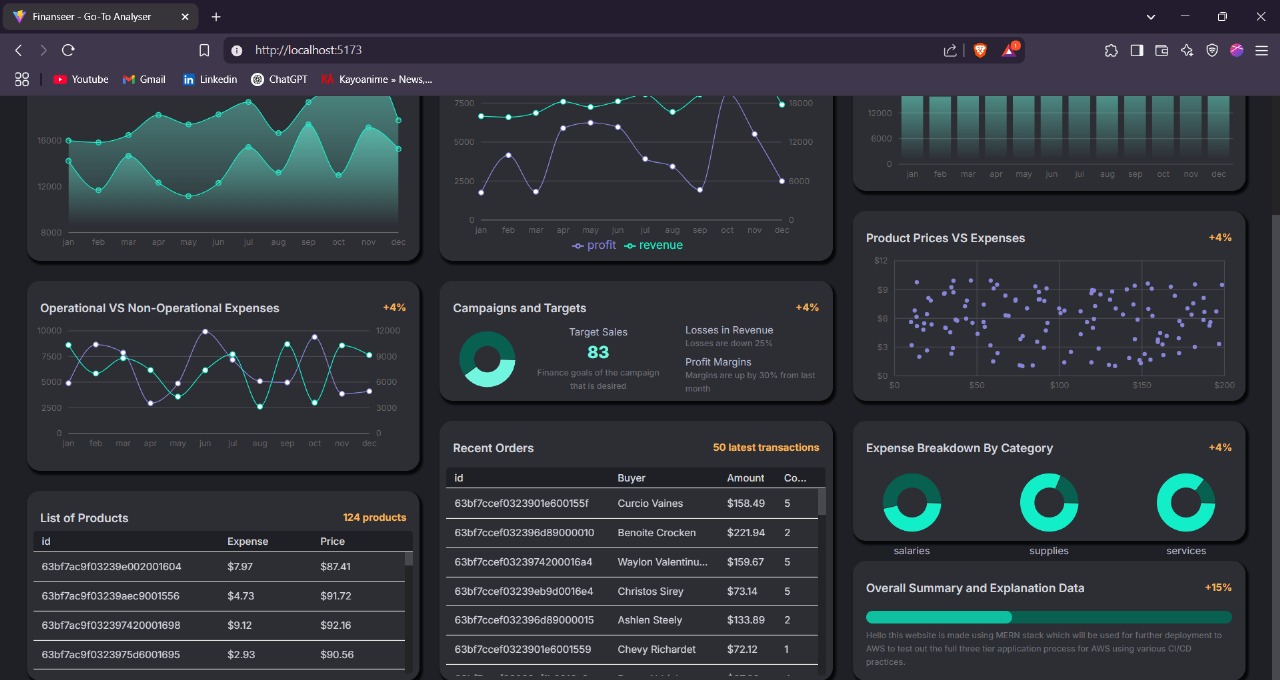 Finanseer - Go-To Analyser
http://localhost:5173
1
Youtube
Gmail
Linkedin
ChatGPT
Kayoanime » News,...
16000
12000
8000
jan feb mar apr may jun jul aug sep oct nov dec
7500
5000
2500
0
18000
12000
6000
0
jan feb mar apr may jun jul aug sep oct nov dec
profit revenue
12000
6000
0
jan feb mar apr may jun jul aug sep oct nov dec
Operational VS Non-Operational Expenses
+4%
10000
7500
5000
2500
0
12000
9000
6000
3000
0
jan feb mar apr may jun jul aug sep oct nov dec
Campaigns and Targets
+4%
Target Sales
83
Finance goals of the campaign
that is desired
Losses in Revenue
Losses are down 25%
Profit Margins
Margins are up by 30% from last
month
Product Prices VS Expenses
+4%
$12
$9
$6
$3
$0
$0 $50 $100 $150 $200
List of Products
124 products
id Expense Price
63bf7ac9f03239e002001604 $7.97 $87.41
63bf7ac9f03239aec9001556 $4.73 $91.72
63bf7ac9f032397420001698 $9.12 $92.16
63bf7ac9f0323975d6001695 $2.93 $90.56
Recent Orders
50 latest transactions
id Buyer Amount Co...
63bf7ccef0323901e600155f Curcio Vaines $158.49 5
63bf7ccef032396d89000010 Benoite Crocken $221.94 2
63bf7ccef0323974200016a4 Waylon Valentinu... $159.67 5
63bf7ccef03239eb9d0016e4 Christos Sirey $73.14 5
63bf7ccef032396d89000015 Ashlen Steely $133.89 2
63bf7ccef0323901e6001559 Chevy Richardet $72.12 1
Expense Breakdown By Category
+4%
salaries
supplies
services
Overall Summary and Explanation Data
+15%
Hello this website is made using MERN stack which will be used for further deployment to
AWS to test out the full three tier application process for AWS using various CI/CD
practices.